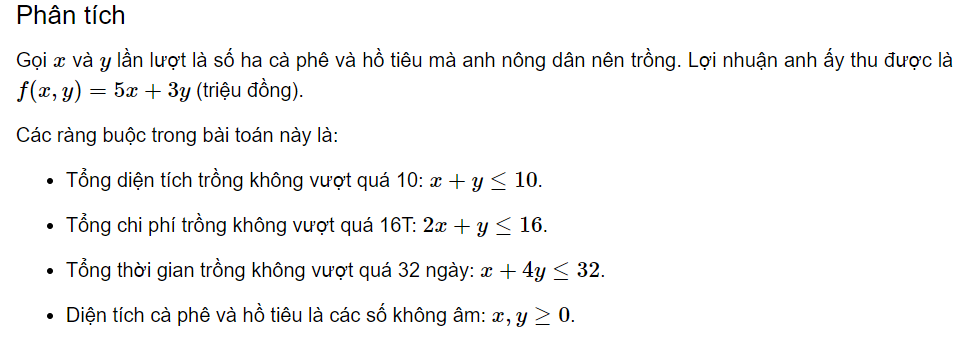 Phân tích
Gọi x và y lần lượt là số ha cà phê và hồ tiêu mà anh nông dân nên trồng. Lợi nhuận anh ấy thu được là
f(x, y) = 5x + 3y (triệu đồng).
Các ràng buộc trong bài toán này là:
• Tổng diện tích trồng không vượt quá 10: x + y ≤ 10.
• Tổng chi phí trồng không vượt quá 16T: 2x + y ≤ 16.
• Tổng thời gian trồng không vượt quá 32 ngày: x + 4y ≤ 32.
• Diện tích cà phê và hồ tiêu là các số không âm: x, y ≥ 0.